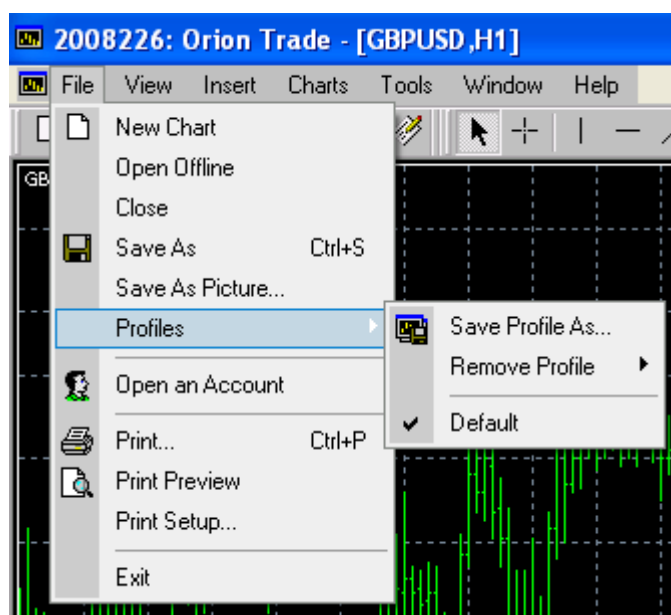 2008226: Orion Trade - [GBPUSD,H1]
File View Insert Charts Tools Window Help
New Chart
Open Offline
GB
Close
Save As Ctrl+S
Save As Picture...
Profiles
Save Profile As...
Remove Profile
Open an Account
Default
Print... Ctrl+P
Print Preview
Print Setup...
Exit